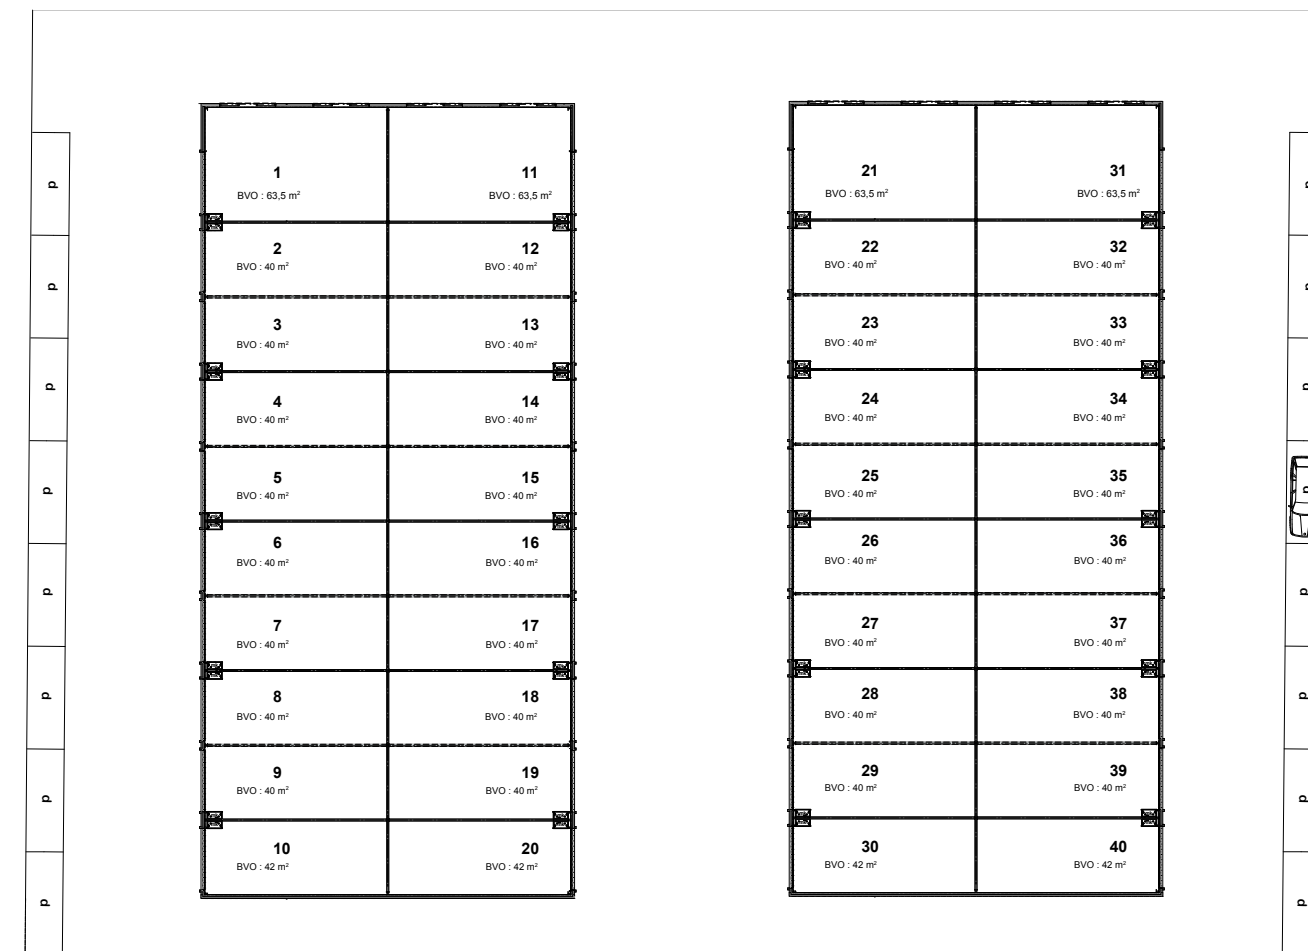 1 11
BVO : 63,5 m² BVO : 63,5 m²
2 12
BVO : 40 m² BVO : 40 m²
3 13
BVO : 40 m² BVO : 40 m²
4 14
BVO : 40 m² BVO : 40 m²
5 15
BVO : 40 m² BVO : 40 m²
6 16
BVO : 40 m² BVO : 40 m²
7 17
BVO : 40 m² BVO : 40 m²
8 18
BVO : 40 m² BVO : 40 m²
9 19
BVO : 40 m² BVO : 40 m²
10 20
BVO : 42 m² BVO : 42 m²
21 31
BVO : 63,5 m² BVO : 63,5 m²
22 32
BVO : 40 m² BVO : 40 m²
23 33
BVO : 40 m² BVO : 40 m²
24 34
BVO : 40 m² BVO : 40 m²
25 35
BVO : 40 m² BVO : 40 m²
26 36
BVO : 40 m² BVO : 40 m²
27 37
BVO : 40 m² BVO : 40 m²
28 38
BVO : 40 m² BVO : 40 m²
29 39
BVO : 40 m² BVO : 40 m²
30 40
BVO : 42 m² BVO : 42 m²
p
p
p
p
p
p
p
p